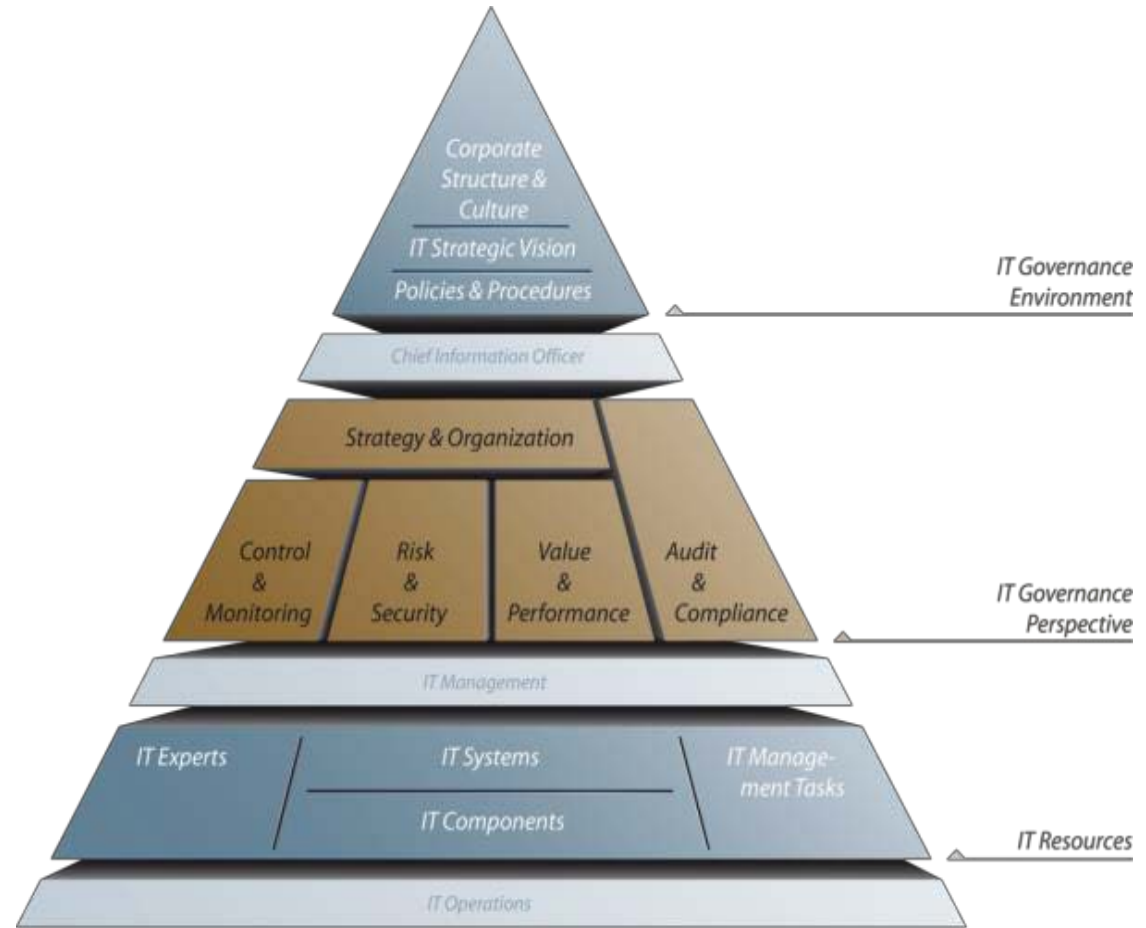 Corporate
Structure &
Culture
IT Strategic Vision
Policies & Procedures
IT Governance
Environment
Chief Information Officer
Strategy & Organization
Control
&
Monitoring
Risk
&
Security
Value
&
Performance
Audit
&
Compliance
IT Governance
Perspective
IT Management
IT Experts
IT Systems
IT Components
IT Manage-
ment Tasks
IT Resources
IT Operations